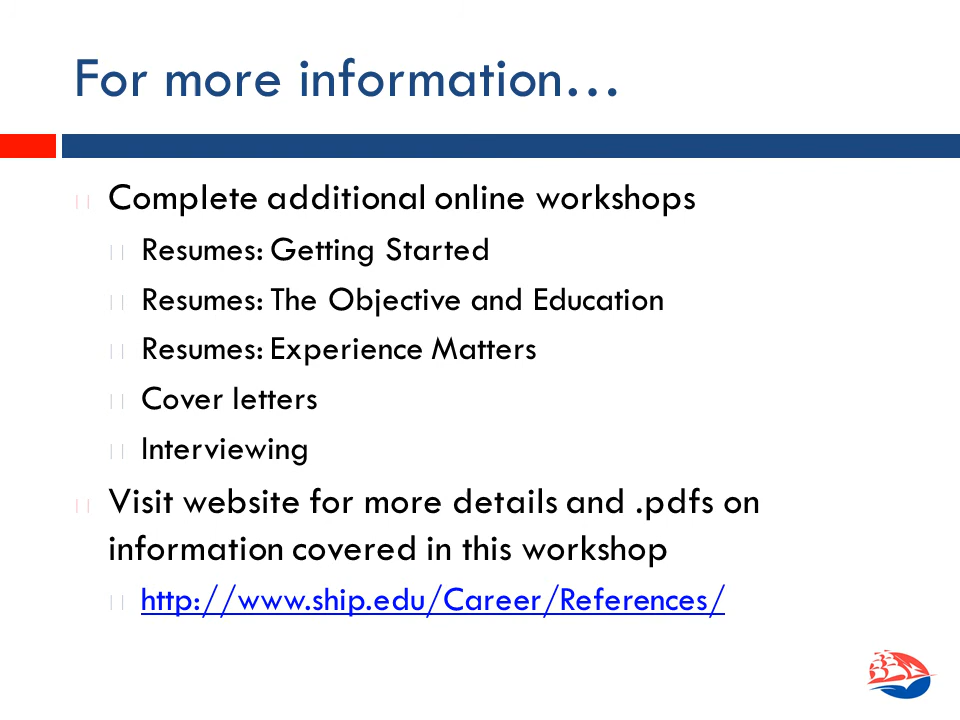 For more information...
Complete additional online workshops
Resumes: Getting Started
Resumes: The Objective and Education
Resumes: Experience Matters
Cover letters
Interviewing
Visit website for more details and .pdfs on
information covered in this workshop
http://www.ship.edu/Career/References/